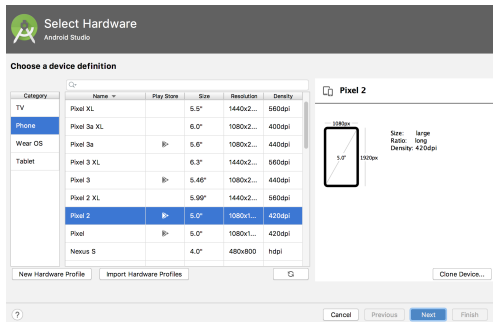 Select Hardware
Android Studio
Choose a device definition
Category
TV
Phone
Wear OS
Tablet
Name Play Store Size Resolution Density
Pixel XL 5.5" 1440x2... 560dpi
Pixel 3a XL 6.0" 1080x2... 400dpi
Pixel 3a 5.6" 1080x2... 440dpi
Pixel 3 XL 6.3" 1440x2... 560dpi
Pixel 3 5.46" 1080x2... 440dpi
Pixel 2 XL 5.99" 1440x2... 560dpi
Pixel 2 5.0" 1080x1... 420dpi
Pixel 5.0" 1080x1... 420dpi
Nexus S 4.0" 480x800 hdpi
New Hardware Profile Import Hardware Profiles
Pixel 2
1080px
5.0"
1920px
Size: large
Ratio: long
Density: 420dpi
Clone Device...
? Cancel Previous Next Finish